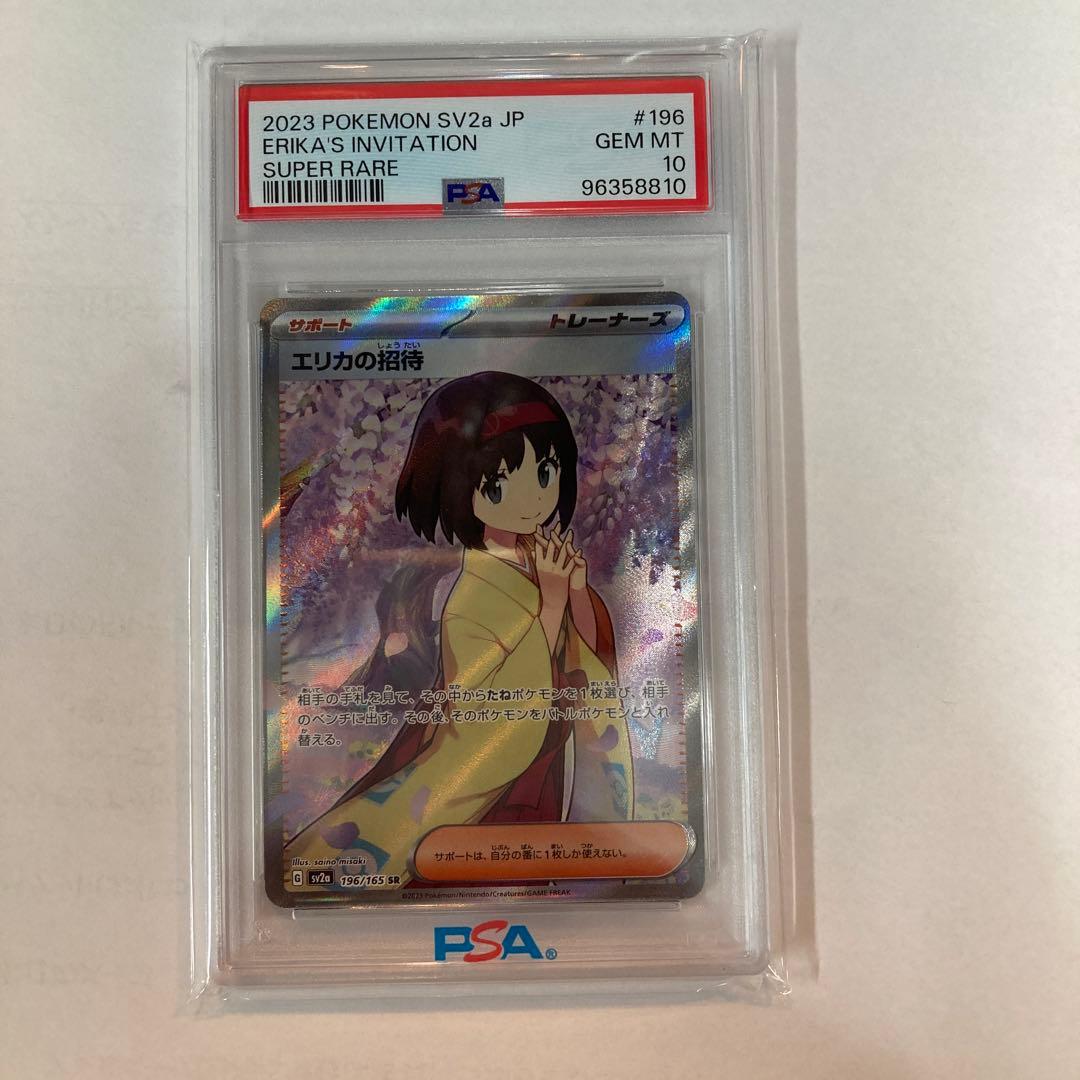 2023 POKEMON SV2a JP #196
ERIKA'S INVITATION GEM MT
SUPER RARE 10
96358810
PSA
サポート トレーナーズ
しょう たい
エリカの招待
あいて てふだ み なか まいえら あいて
相手の手札を見て、その中からたねポケモンを1枚選び、相手
だ ご い
のベンチに出す。その後、そのポケモンをバトルポケモンと入れ
か
替える。
じぶん ばん まい つか
サポートは、自分の番に1枚しか使えない。
Illus. saino misaki
G sv2a 196/165 SR
©2023 Pokémon/Nintendo/Creatures/GAME FREAK
PSA®